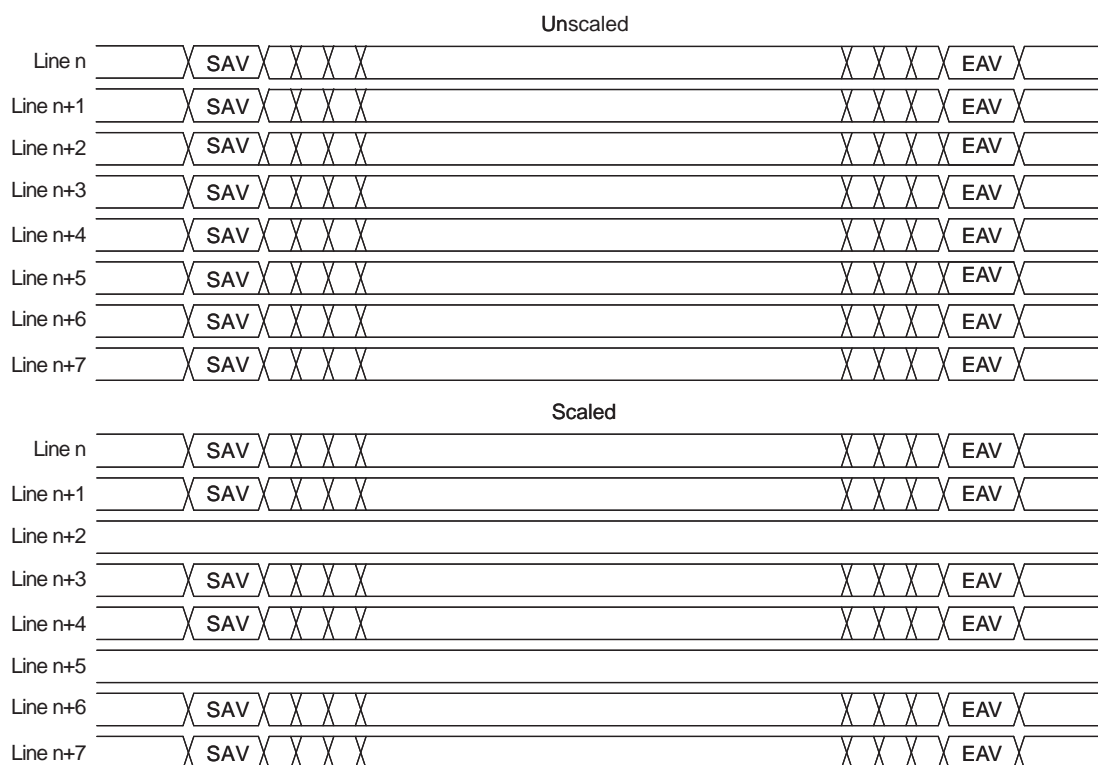 Unscaled
Line n SAV EAV
Line n+1 SAV EAV
Line n+2 SAV EAV
Line n+3 SAV EAV
Line n+4 SAV EAV
Line n+5 SAV EAV
Line n+6 SAV EAV
Line n+7 SAV EAV
Scaled
Line n SAV EAV
Line n+1 SAV EAV
Line n+2
Line n+3 SAV EAV
Line n+4 SAV EAV
Line n+5
Line n+6 SAV EAV
Line n+7 SAV EAV